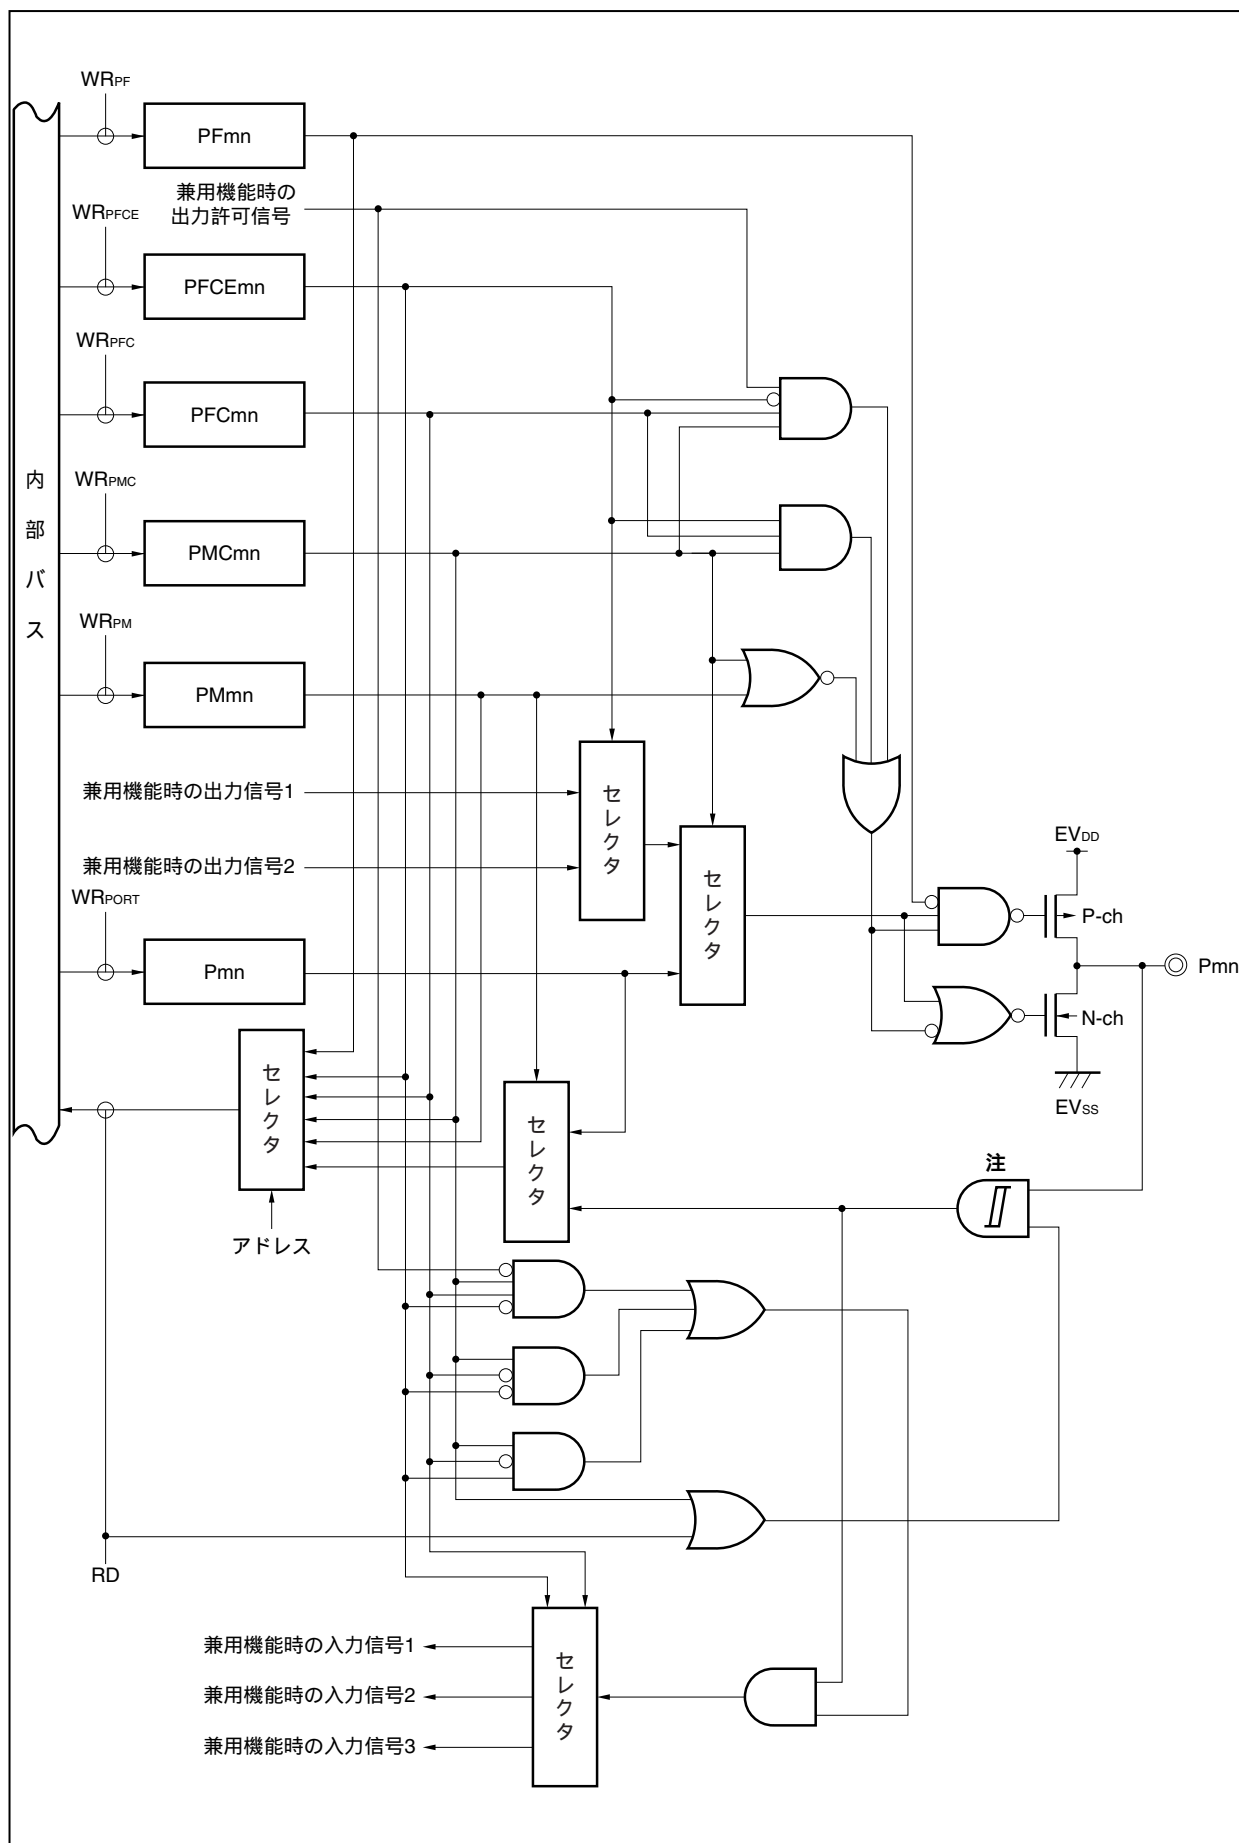 WRPF
PFmn
兼用機能時の
出力許可信号
WRPFCE
PFCEmn
WRPFC
PFCmn
内部バス
WRPMC
PMCmn
WRPM
PMmn
兼用機能時の出力信号1
セレクタ
兼用機能時の出力信号2
セレクタ
EVDD
WRPORT
P-ch
Pmn
Pmn
N-ch
セレクタ
セレクタ
EVSS
注
アドレス
RD
兼用機能時の入力信号1
セレクタ
兼用機能時の入力信号2
兼用機能時の入力信号3